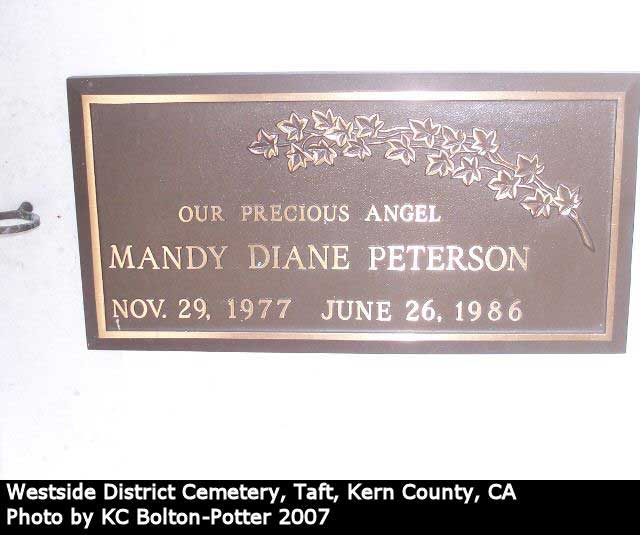 OUR PRECIOUS ANGEL
MANDY DIANE PETERSON
NOV. 29, 1977 JUNE 26, 1986
Westside District Cemetery, Taft, Kern County, CA
Photo by KC Bolton-Potter 2007